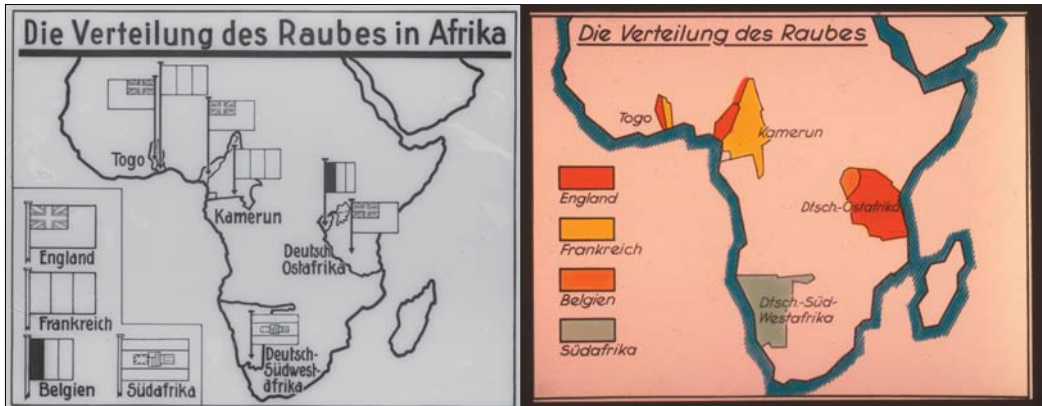 Die Verteilung des Raubes in Afrika
Togo
Kamerun
Deutsch
Ostafrika
Deutsch-
Südwest-
afrika
England
Frankreich
Belgien
Südafrika
Die Verteilung des Raubes
Togo
Kamerun
Dtsch.-Ostafrika
Dtsch.-Süd-
Westafrika
England
Frankreich
Belgien
Südafrika